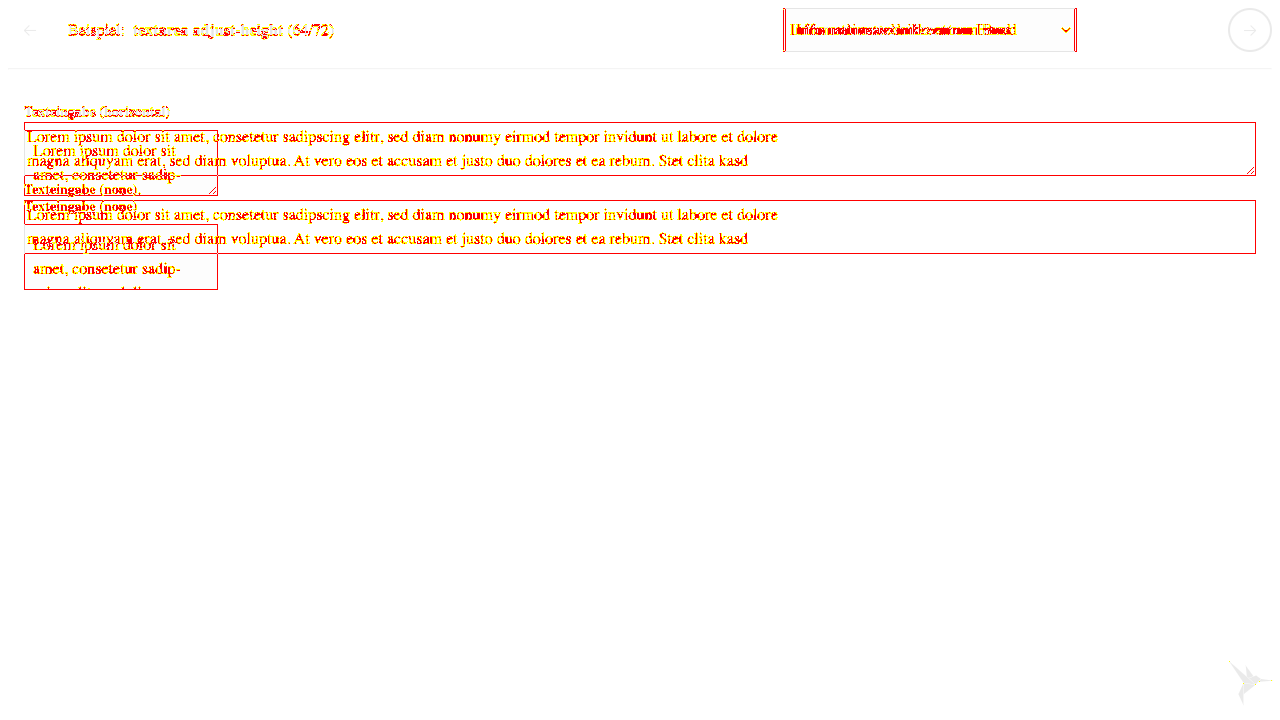 Beispiel: textarea adjust-height (64/72)
Texteingabe (horizontal)
Lorem ipsum dolor sit amet, consetetur sadipscing elitr, sed diam nonumy eirmod tempor invidunt ut labore et dolore
Lorem ipsum dolor sit
magna aliquyam erat, sed diam voluptua. At vero eos et accusam et justo duo dolores et ea rebum. Stet clita kasd
amet, consetetur sadip-
Texteingabe (none)
Texteingabe (none)
Lorem ipsum dolor sit amet, consetetur sadipscing elitr, sed diam nonumy eirmod tempor invidunt ut labore et dolore
magna aliquyam erat, sed diam voluptua. At vero eos et accusam et justo duo dolores et ea rebum. Stet clita kasd
Lorem ipsum dolor sit
amet, consetetur sadip-